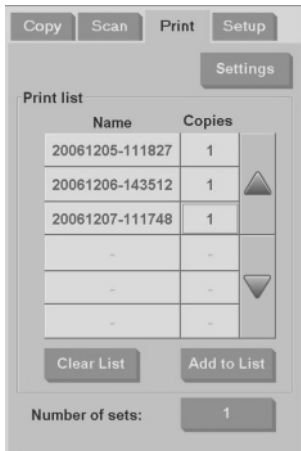 Copy Scan Print Setup
Settings
Print list
Name Copies
20061205-111827 1
20061206-143512 1
20061207-111748 1
- -
- -
- -
Clear List Add to List
Number of sets: 1